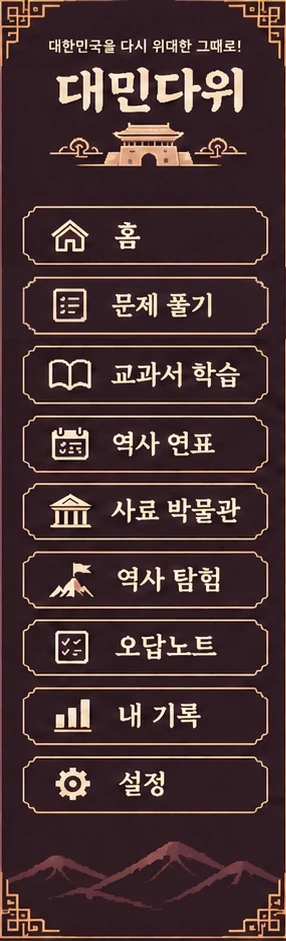 대한민국을 다시 위대한 그때로!
대민다위
홈
문제 풀기
교과서 학습
역사 연표
사료 박물관
역사 탐험
오답노트
내 기록
설정